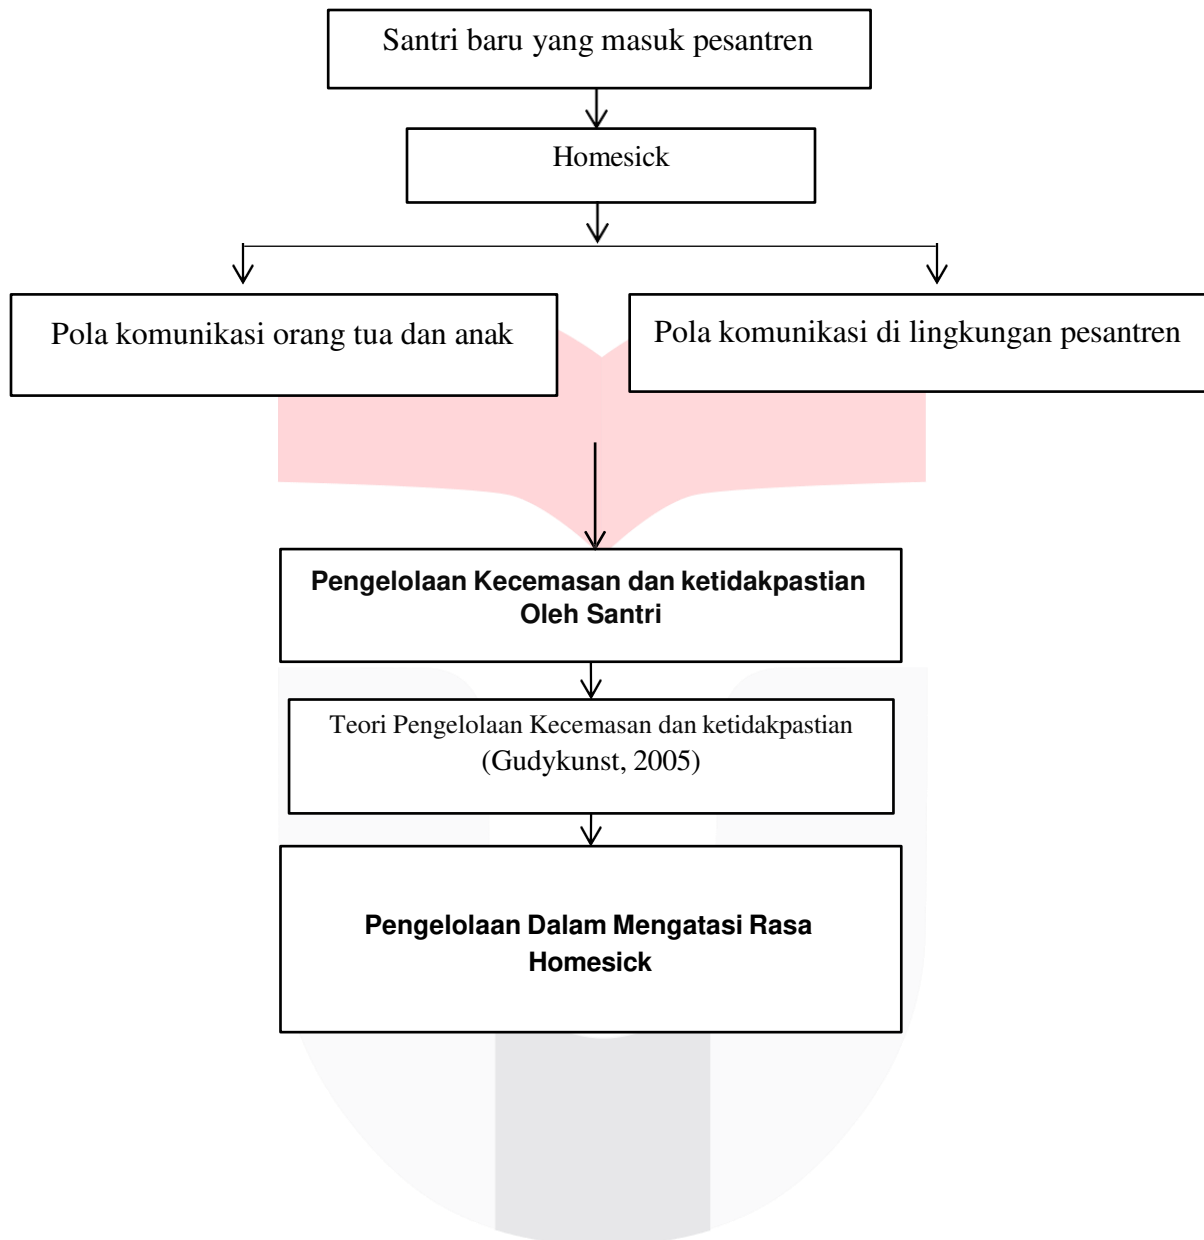 Santri baru yang masuk pesantren
Homesick
Pola komunikasi orang tua dan anak
Pola komunikasi di lingkungan pesantren
Pengelolaan Kecemasan dan ketidakpastian
Oleh Santri
Teori Pengelolaan Kecemasan dan ketidakpastian
(Gudykunst, 2005)
Pengelolaan Dalam Mengatasi Rasa
Homesick